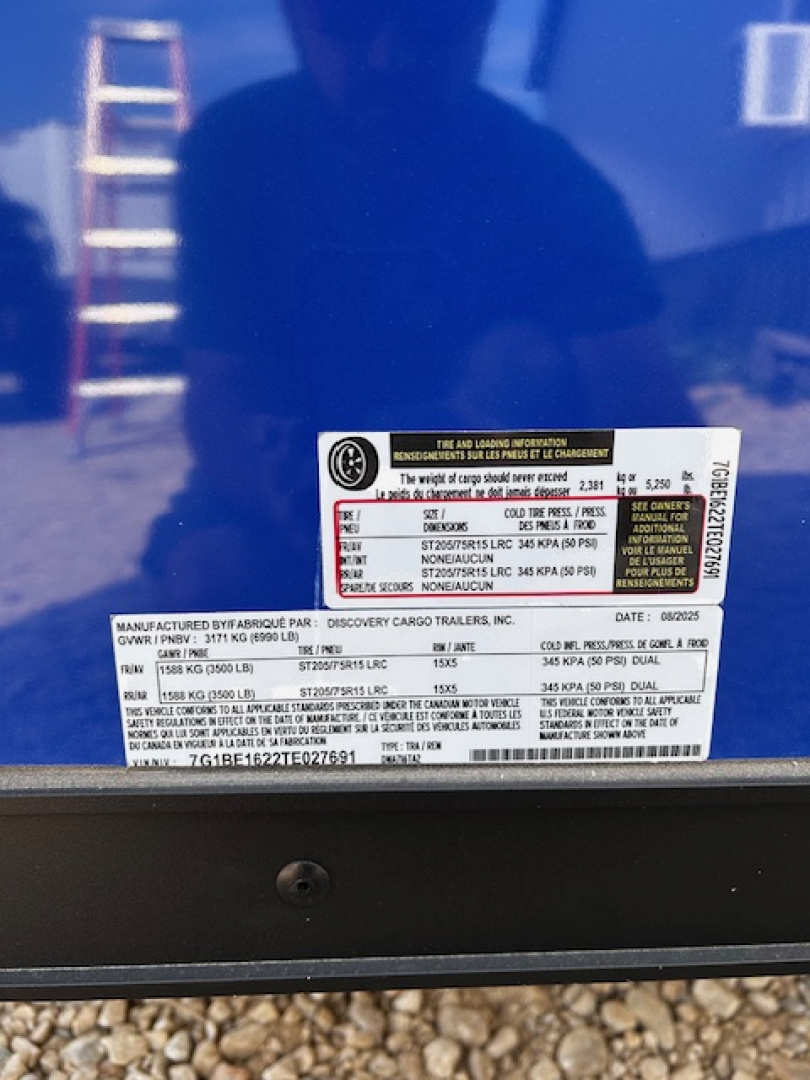 TIRE AND LOADING INFORMATION
RENSEIGNEMENTS SUR LES PNEUS ET LE CHARGEMENT
The weight of cargo should never exceed
Le poids du chargement ne doit jamais dépasser
2,381 kg or kg ou 5,250 lbs. lb.
TIRE / SIZE / COLD TIRE PRESS. / PRESS.
PNEU DIMENSIONS DES PNEUS À FROID
FR/AV ST205/75R15 LRC 345 KPA (50 PSI)
INT/INT NONE/AUCUN
RR/AR ST205/75R15 LRC 345 KPA (50 PSI)
SPARE/DE SECOURS NONE/AUCUN
SEE OWNER'S
MANUAL FOR
ADDITIONAL
INFORMATION
VOIR LE MANUEL
DE L'USAGER
POUR PLUS DE
RENSEIGNEMENTS
7G1BE1622TE027691
MANUFACTURED BY/FABRIQUÉ PAR : DISCOVERY CARGO TRAILERS, INC. DATE : 08/2025
GVWR / PNBV : 3171 KG (6990 LB)
GAWR / PNBE TIRE / PNEU RIM / JANTE COLD INFL. PRESS/PRESS. DE GONFL. À FROID
FR/AV 1588 KG (3500 LB) ST205/75R15 LRC 15X5 345 KPA (50 PSI) DUAL
RR/AR 1588 KG (3500 LB) ST205/75R15 LRC 15X5 345 KPA (50 PSI) DUAL
THIS VEHICLE CONFORMS TO ALL APPLICABLE STANDARDS PRESCRIBED UNDER THE CANADIAN MOTOR VEHICLE
SAFETY REGULATIONS IN EFFECT ON THE DATE OF MANUFACTURE. / CE VÉHICULE EST CONFORME À TOUTES LES
NORMES QUI LUI SONT APPLICABLES EN VERTU DU RÈGLEMENT SUR LA SÉCURITÉ DES VÉHICULES AUTOMOBILES
DU CANADA EN VIGUEUR À LA DATE DE SA FABRICATION
THIS VEHICLE CONFORMS TO ALL APPLICABLE
U.S FEDERAL MOTOR VEHICLE SAFETY
STANDARDS IN EFFECT ON THE DATE OF
MANUFACTURE SHOWN ABOVE
V.I.N/N.I.V.: 7G1BE1622TE027691 TYPE : TRA / REM